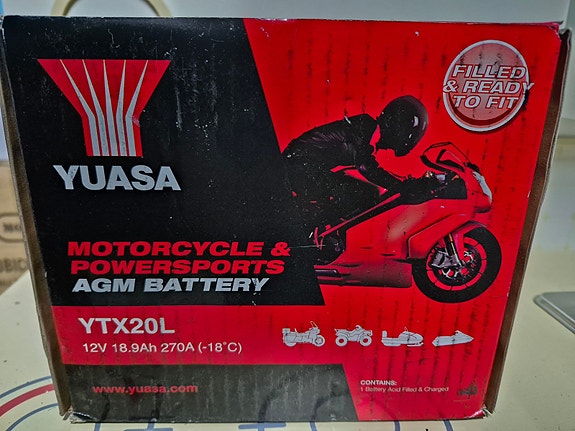 FILLED
& READY
TO FIT
YUASA
MOTORCYCLE &
POWERSPORTS
AGM BATTERY
YTX20L
12V 18.9Ah 270A (-18°C)
www.yuasa.com
CONTAINS:
1 Battery Acid Filled & Charged